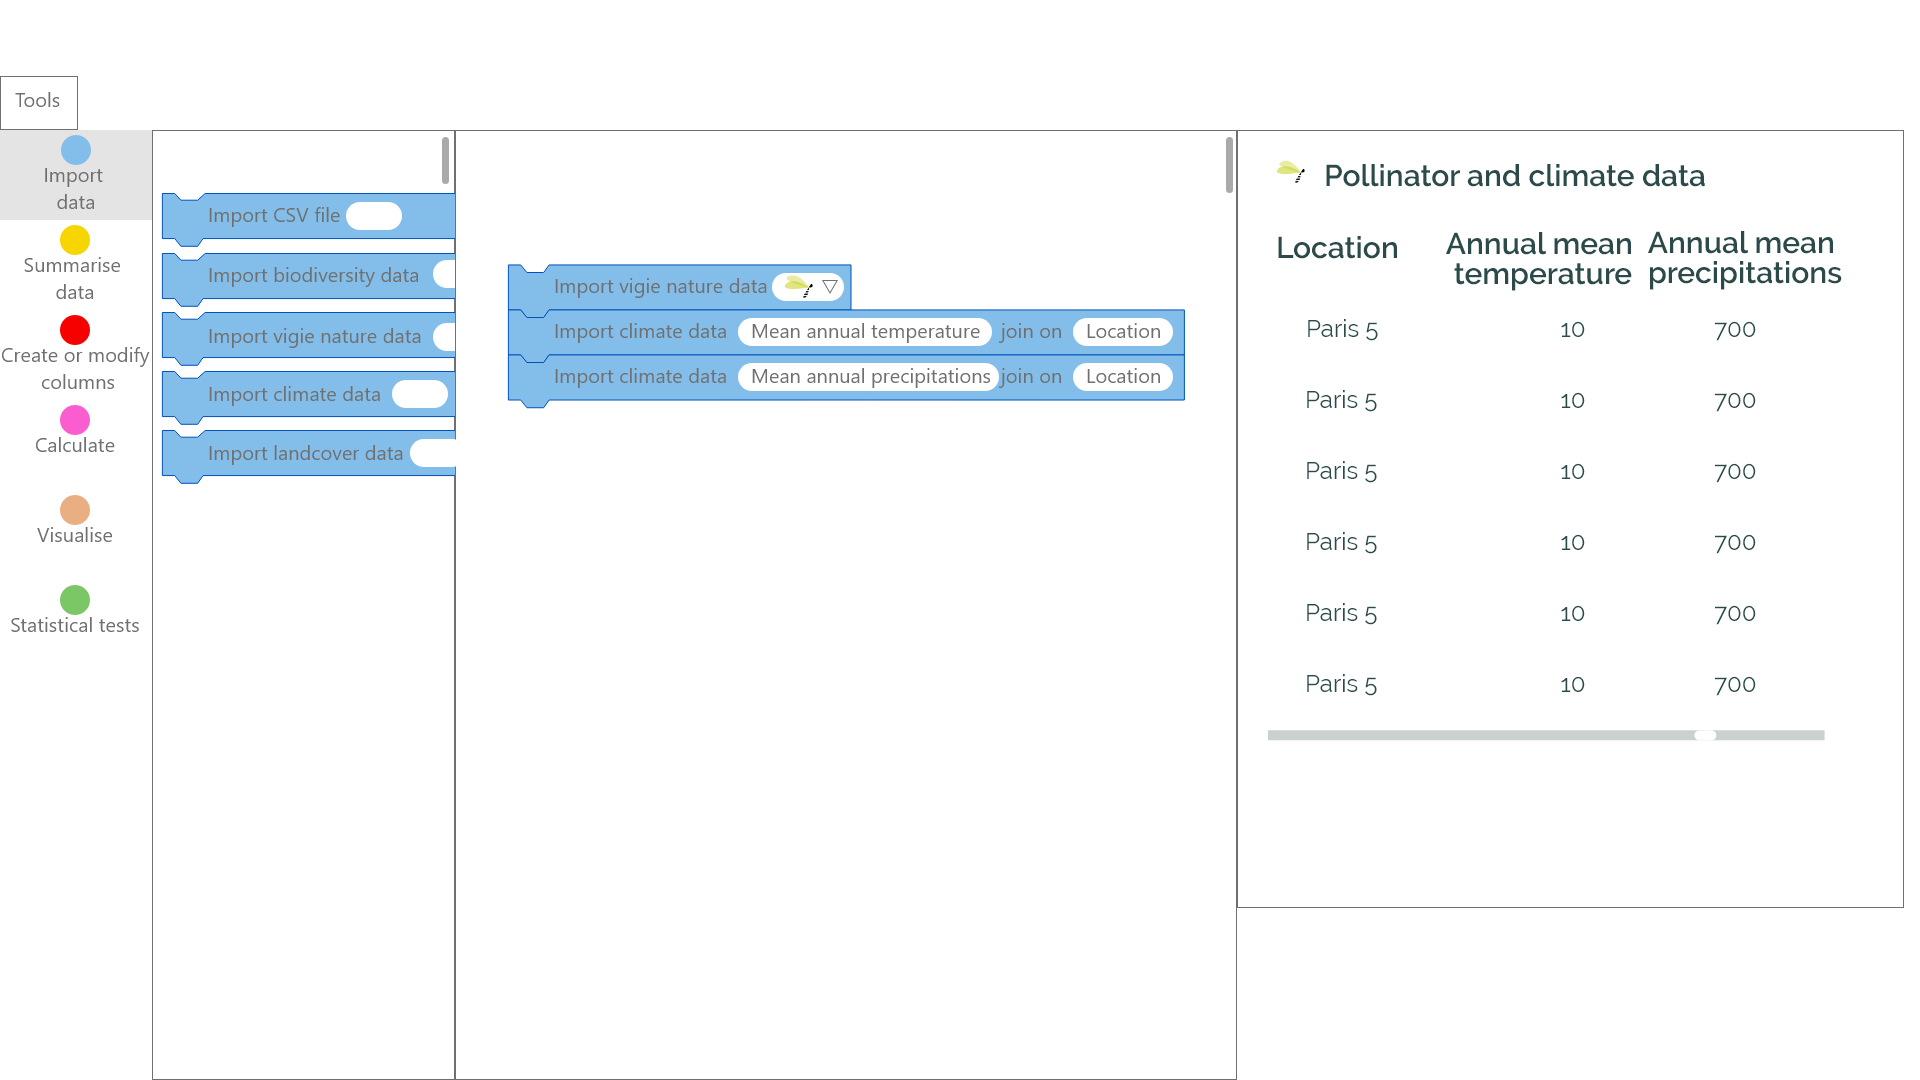 Tools
Import
data
Summarise
data
Create or modify
columns
Calculate
Visualise
Statistical tests
Import CSV file
Import biodiversity data
Import vigie nature data
Import climate data
Import landcover data
Import vigie nature data
Import climate data Mean annual temperature join on Location
Import climate data Mean annual precipitations join on Location
Pollinator and climate data
Location Annual mean temperature Annual mean precipitations
Paris 5 10 700
Paris 5 10 700
Paris 5 10 700
Paris 5 10 700
Paris 5 10 700
Paris 5 10 700